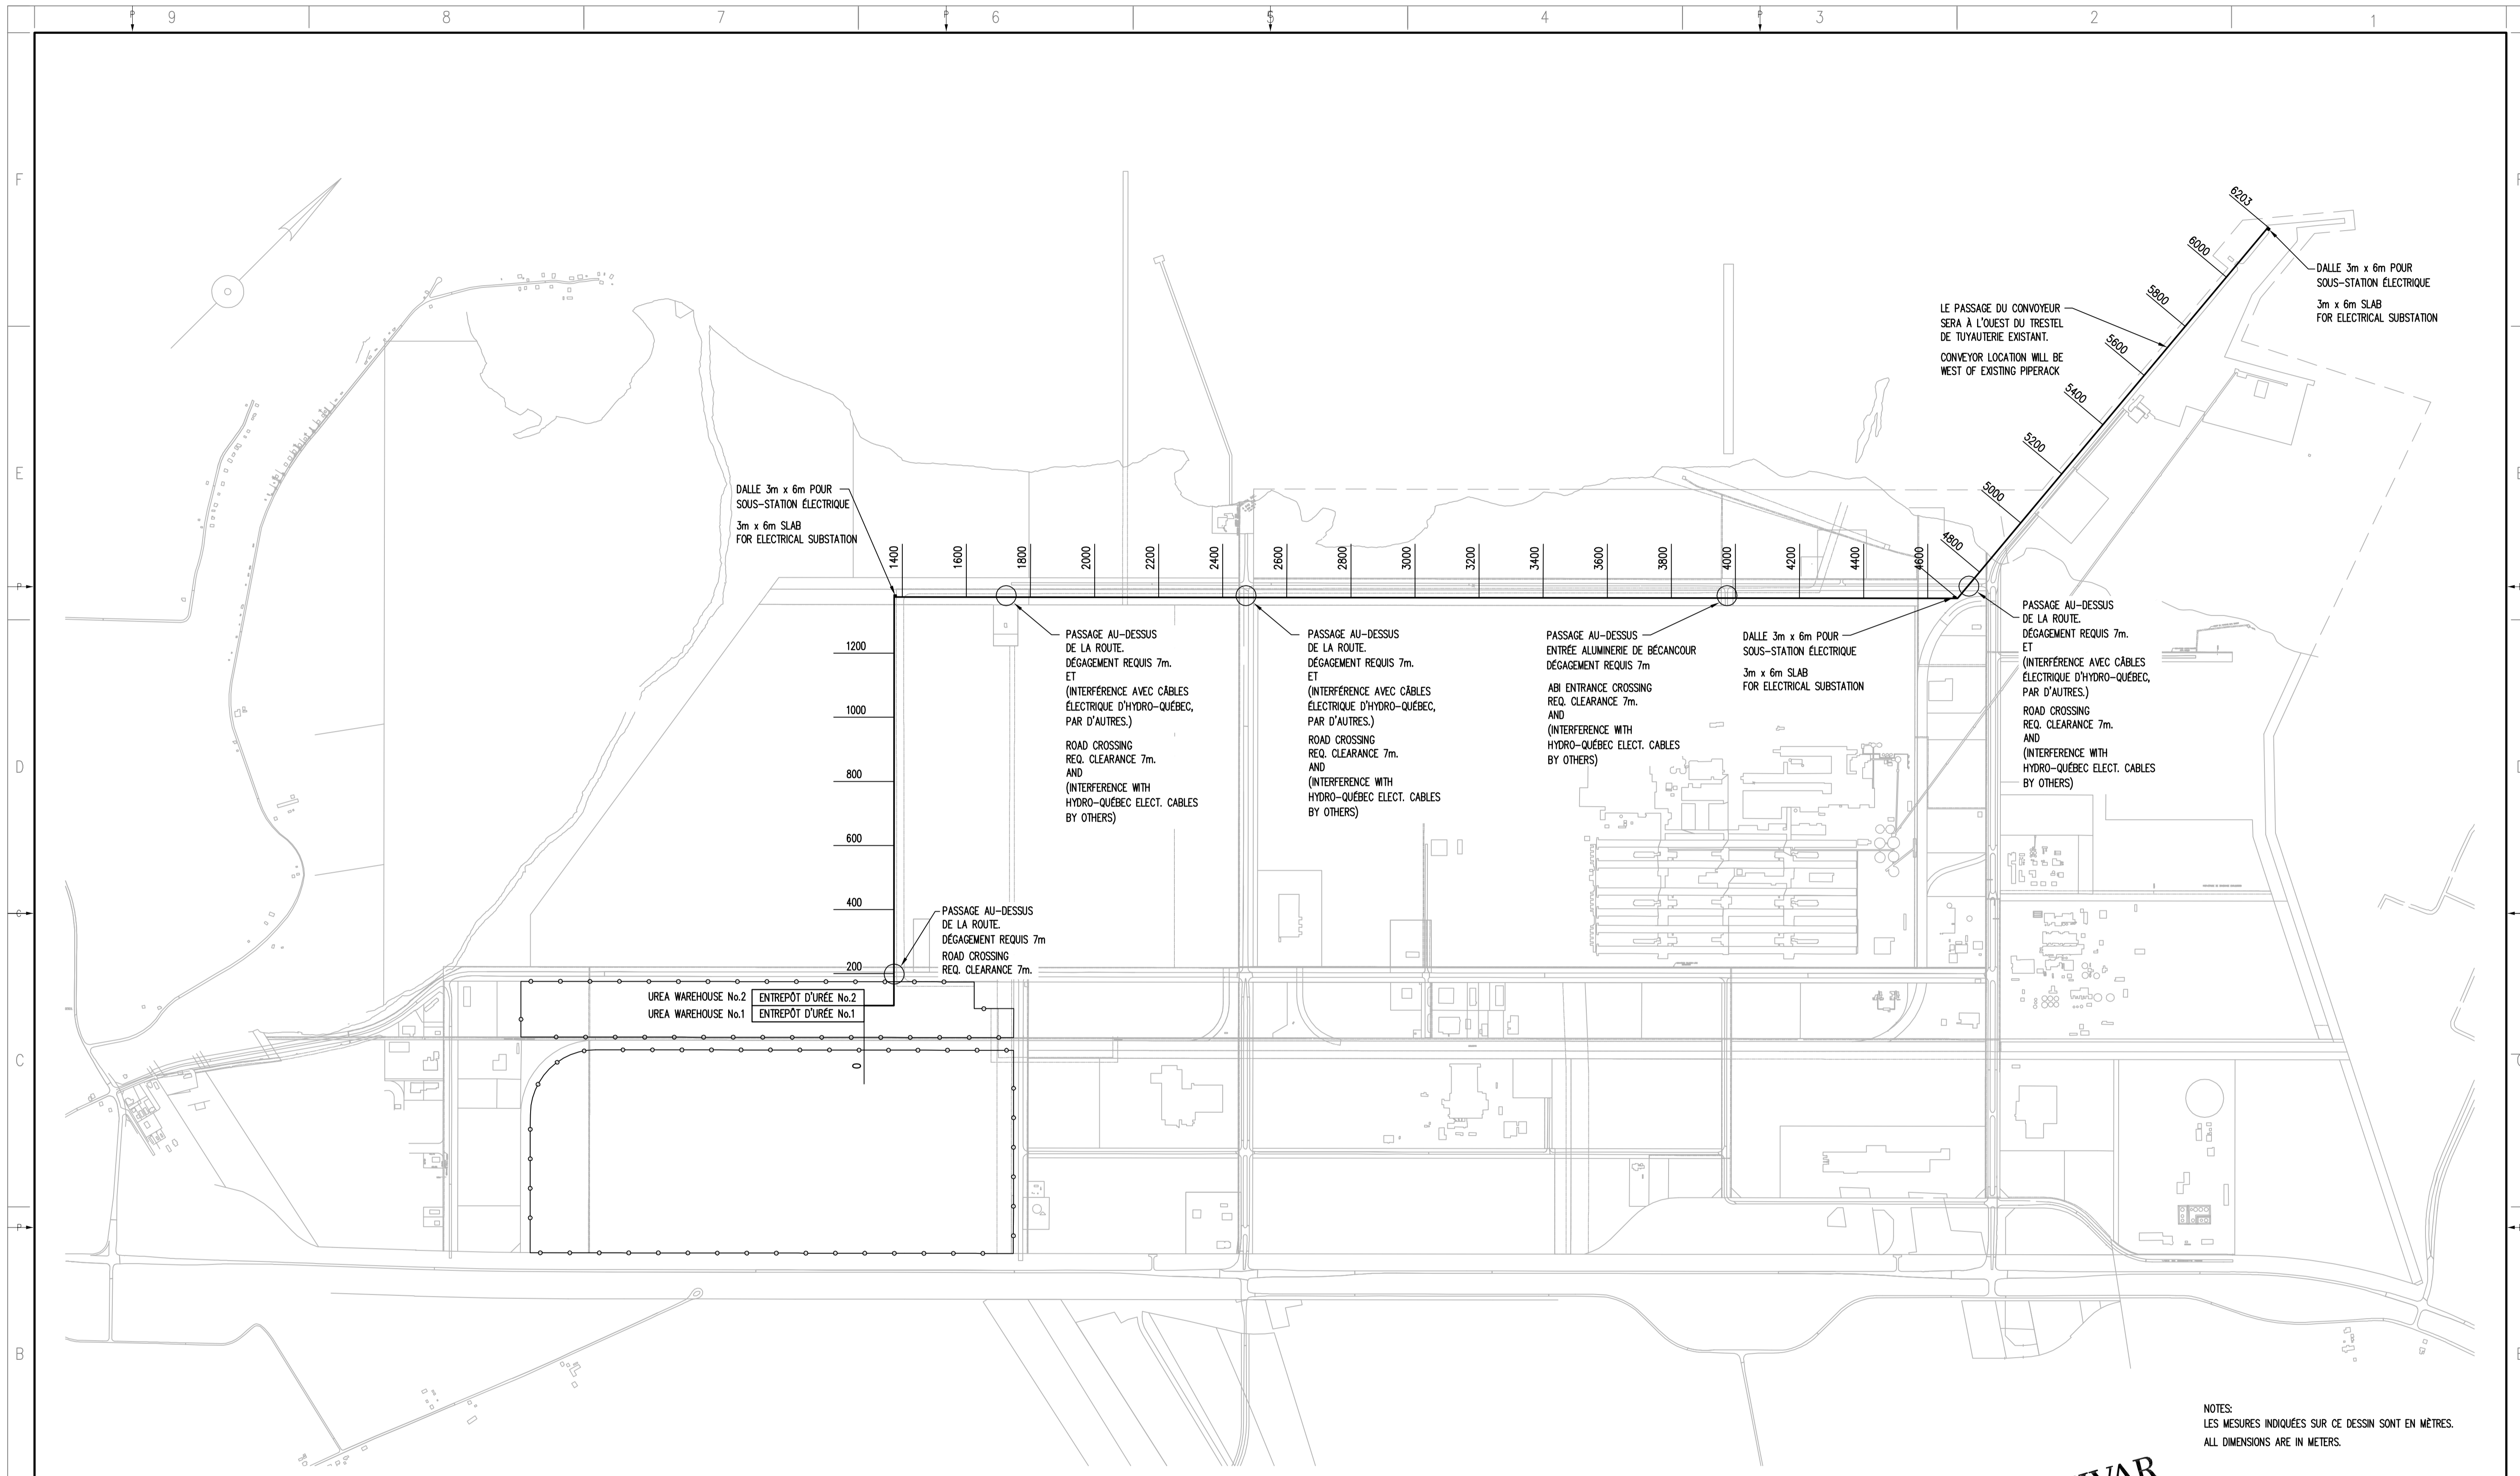 9
8
7
6
5
4
3
2
1
F
E
D
C
B
6203
6000
5800
5600
5400
5200
5000
4800
DALLE 3m x 6m POUR
SOUS-STATION ÉLECTRIQUE
3m x 6m SLAB
FOR ELECTRICAL SUBSTATION
LE PASSAGE DU CONVOYEUR
SERA À L'OUEST DU TRESTEL
DE TUYAUTERIE EXISTANT.
CONVEYOR LOCATION WILL BE
WEST OF EXISTING PIPERACK
DALLE 3m x 6m POUR
SOUS-STATION ÉLECTRIQUE
3m x 6m SLAB
FOR ELECTRICAL SUBSTATION
1400
1600
1800
2000
2200
2400
2600
2800
3000
3200
3400
3600
3800
4000
4200
4400
4600
1200
1000
800
600
400
200
0
PASSAGE AU-DESSUS
DE LA ROUTE.
DÉGAGEMENT REQUIS 7m.
ET
(INTERFÉRENCE AVEC CÂBLES
ÉLECTRIQUE D'HYDRO-QUÉBEC,
PAR D'AUTRES.)
ROAD CROSSING
REQ. CLEARANCE 7m.
AND
(INTERFERENCE WITH
HYDRO-QUÉBEC ELECT. CABLES
BY OTHERS)
PASSAGE AU-DESSUS
DE LA ROUTE.
DÉGAGEMENT REQUIS 7m.
ET
(INTERFÉRENCE AVEC CÂBLES
ÉLECTRIQUE D'HYDRO-QUÉBEC,
PAR D'AUTRES.)
ROAD CROSSING
REQ. CLEARANCE 7m.
AND
(INTERFERENCE WITH
HYDRO-QUÉBEC ELECT. CABLES
BY OTHERS)
PASSAGE AU-DESSUS
ENTRÉE ALUMINERIE DE BÉCANCOUR
DÉGAGEMENT REQUIS 7m
ABI ENTRANCE CROSSING
REQ. CLEARANCE 7m.
AND
(INTERFERENCE WITH
HYDRO-QUÉBEC ELECT. CABLES
BY OTHERS)
DALLE 3m x 6m POUR
SOUS-STATION ÉLECTRIQUE
3m x 6m SLAB
FOR ELECTRICAL SUBSTATION
PASSAGE AU-DESSUS
DE LA ROUTE.
DÉGAGEMENT REQUIS 7m.
ET
(INTERFÉRENCE AVEC CÂBLES
ÉLECTRIQUE D'HYDRO-QUÉBEC,
PAR D'AUTRES.)
ROAD CROSSING
REQ. CLEARANCE 7m.
AND
(INTERFERENCE WITH
HYDRO-QUÉBEC ELECT. CABLES
BY OTHERS)
PASSAGE AU-DESSUS
DE LA ROUTE.
DÉGAGEMENT REQUIS 7m
ROAD CROSSING
REQ. CLEARANCE 7m.
UREA WAREHOUSE No.2 ENTREPÔT D'URÉE No.2
UREA WAREHOUSE No.1 ENTREPÔT D'URÉE No.1
NOTES:
LES MESURES INDIQUÉES SUR CE DESSIN SONT EN MÈTRES.
ALL DIMENSIONS ARE IN METERS.